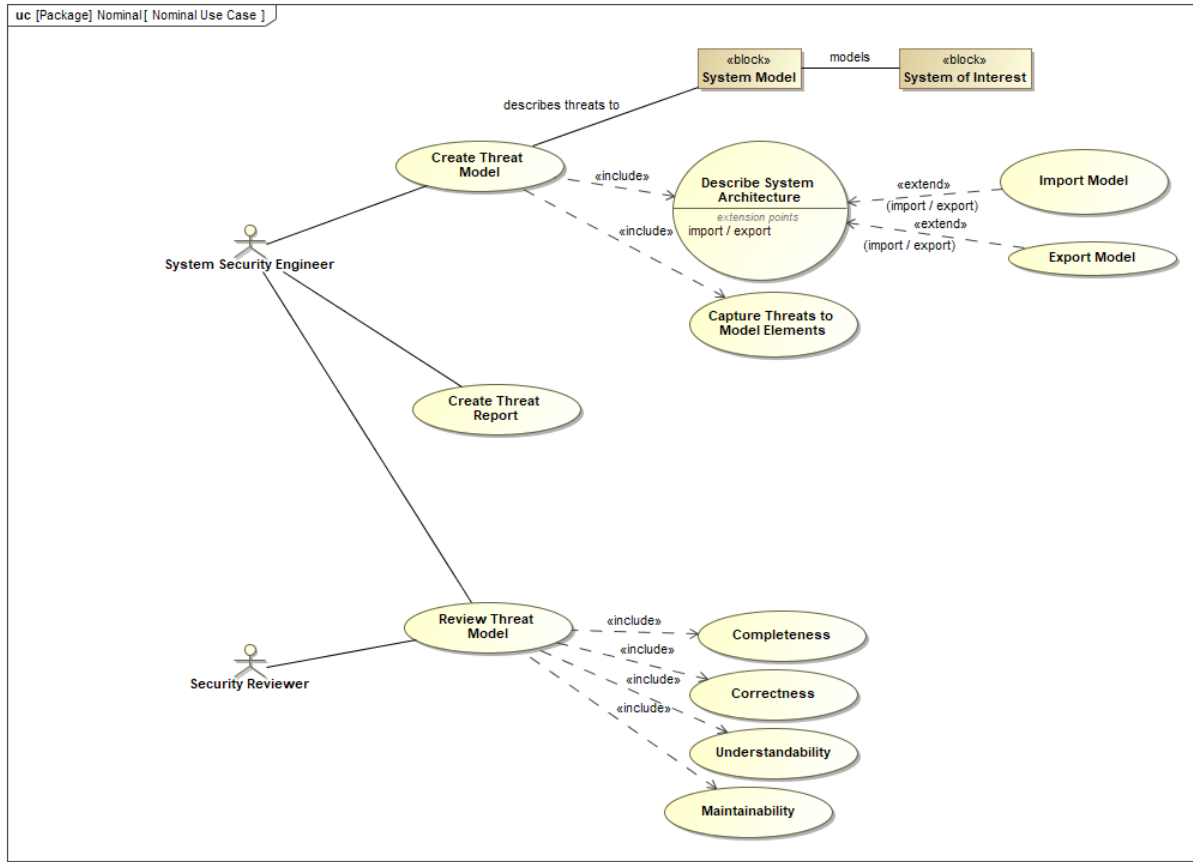 uc [Package] Nominal[ Nominal Use Case ]
«block»
System Model
models
«block»
System of Interest
describes threats to
Create Threat
Model
«include»
Describe System
Architecture
extension points
import / export
«extend»
(import / export)
Import Model
«extend»
(import / export)
Export Model
«include»
System Security Engineer
Capture Threats to
Model Elements
Create Threat
Report
Review Threat
Model
«include»
Completeness
«include»
Correctness
«include»
Understandability
«include»
Maintainability
Security Reviewer